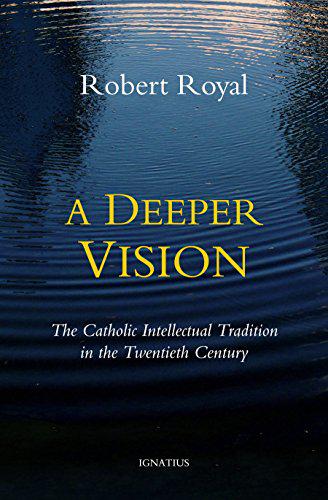 Robert Royal
A DEEPER
VISION
The Catholic Intellectual Tradition
in the Twentieth Century
IGNATIUS